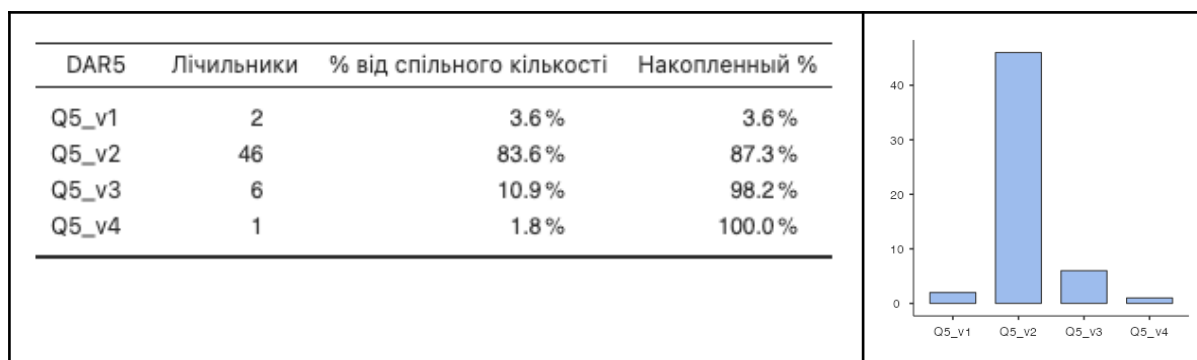 DAR5 Лічильники % від спільного кількості Накопленный %
Q5_v1 2 3.6 % 3.6 %
Q5_v2 46 83.6 % 87.3 %
Q5_v3 6 10.9 % 98.2 %
Q5_v4 1 1.8 % 100.0 %
40
30
20
10
0
Q5_v1 Q5_v2 Q5_v3 Q5_v4